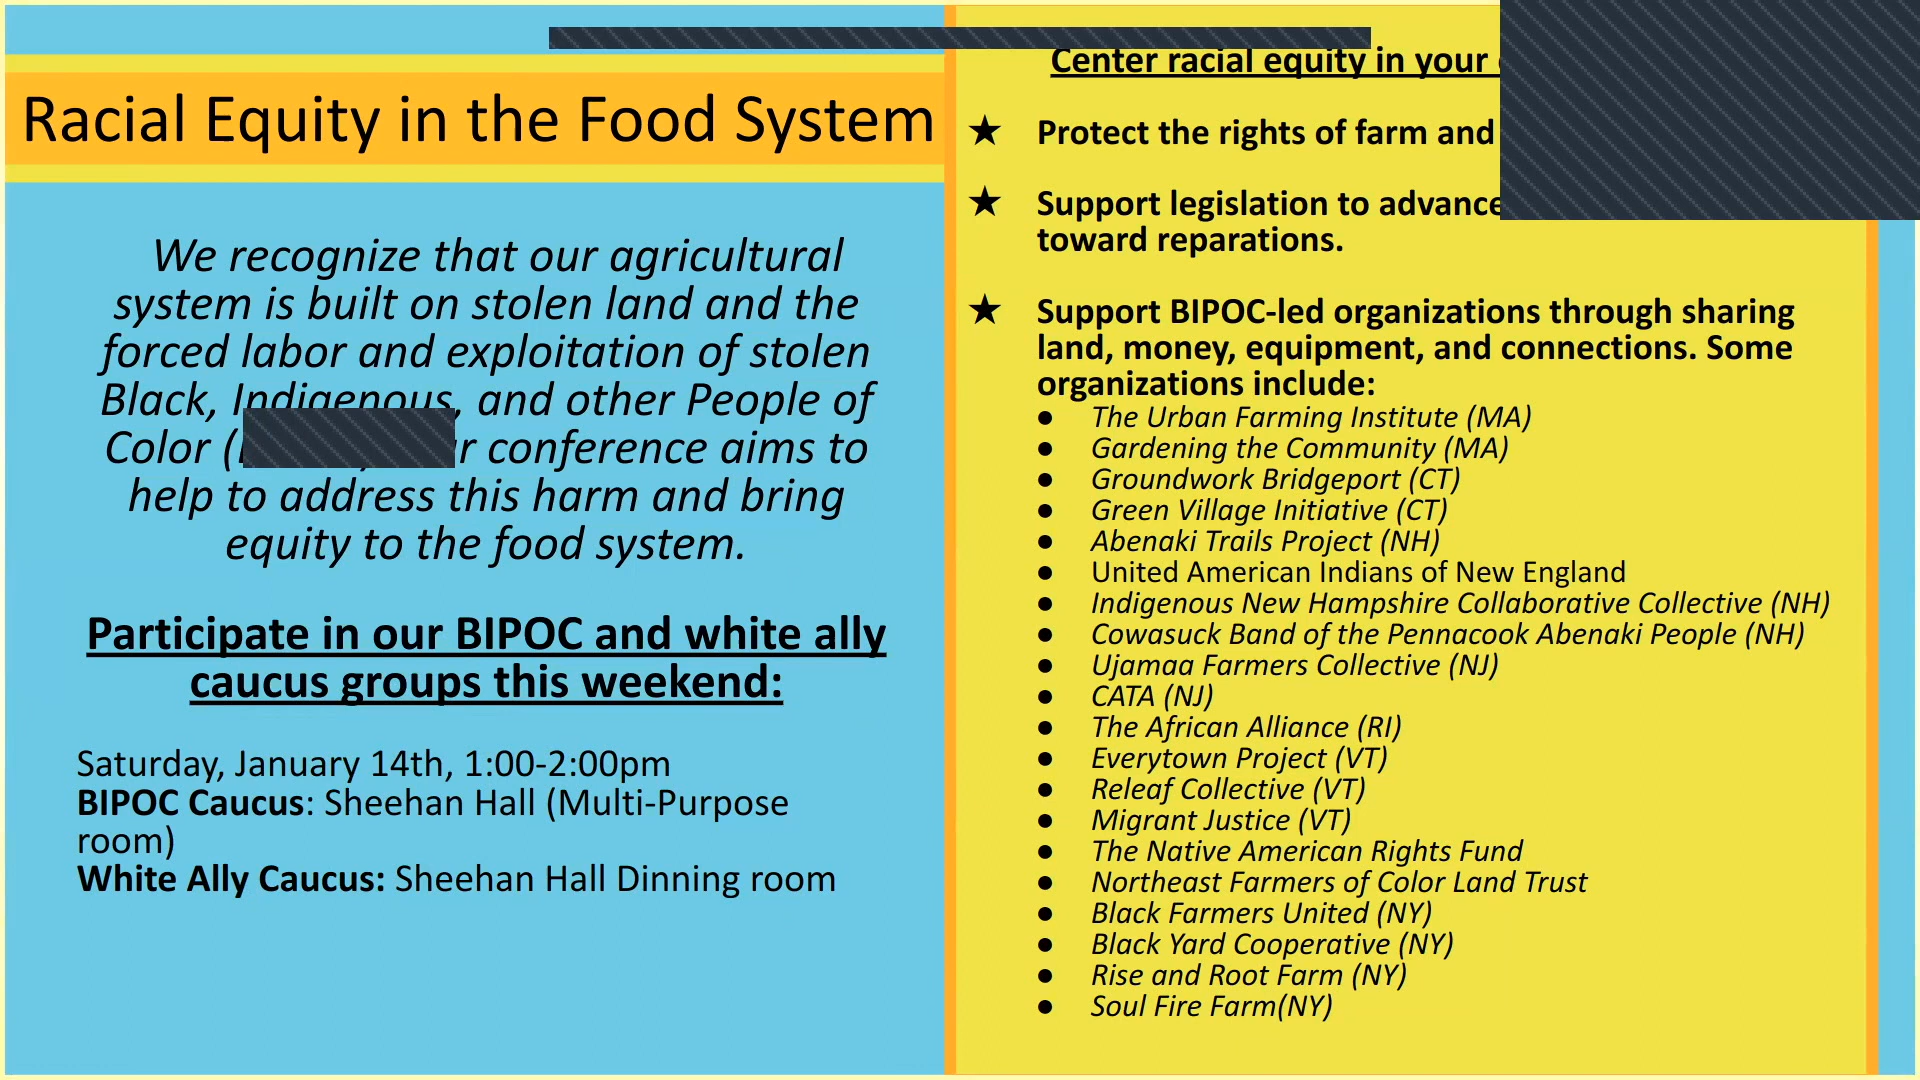 Racial Equity in the Food System
We recognize that our agricultural
system is built on stolen land and the
forced labor and exploitation of stolen
Black, Indigenous, and other People of
Color ( conference aims to
help to address this harm and bring
equity to the food system.
Participate in our BIPOC and white ally
caucus groups this weekend:
Saturday, January 14th, 1:00-2:00pm
BIPOC Caucus: Sheehan Hall (Multi-Purpose
room)
White Ally Caucus: Sheehan Hall Dinning room
Center racial equity in your
★ Protect the rights of farm and
★ Support legislation to advance
toward reparations.
★ Support BIPOC-led organizations through sharing
land, money, equipment, and connections. Some
organizations include:
● The Urban Farming Institute (MA)
● Gardening the Community (MA)
● Groundwork Bridgeport (CT)
● Green Village Initiative (CT)
● Abenaki Trails Project (NH)
● United American Indians of New England
● Indigenous New Hampshire Collaborative Collective (NH)
● Cowasuck Band of the Pennacook Abenaki People (NH)
● Ujamaa Farmers Collective (NJ)
● CATA (NJ)
● The African Alliance (RI)
● Everytown Project (VT)
● Releaf Collective (VT)
● Migrant Justice (VT)
● The Native American Rights Fund
● Northeast Farmers of Color Land Trust
● Black Farmers United (NY)
● Black Yard Cooperative (NY)
● Rise and Root Farm (NY)
● Soul Fire Farm(NY)